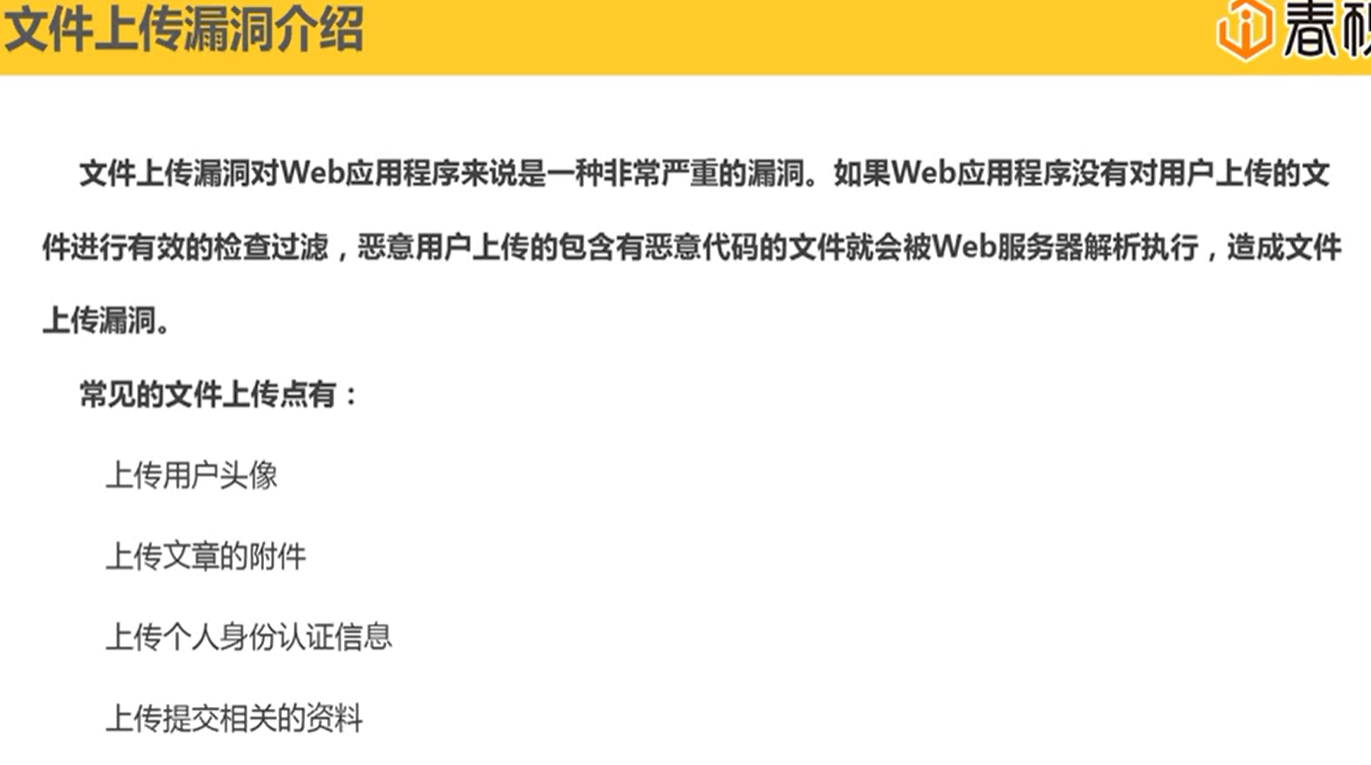 文件上传漏洞介绍
春秋
文件上传漏洞对Web应用程序来说是一种非常严重的漏洞。如果Web应用程序没有对用户上传的文
件进行有效的检查过滤，恶意用户上传的包含有恶意代码的文件就会被Web服务器解析执行，造成文件
上传漏洞。
常见的文件上传点有：
上传用户头像
上传文章的附件
上传个人身份认证信息
上传提交相关的资料